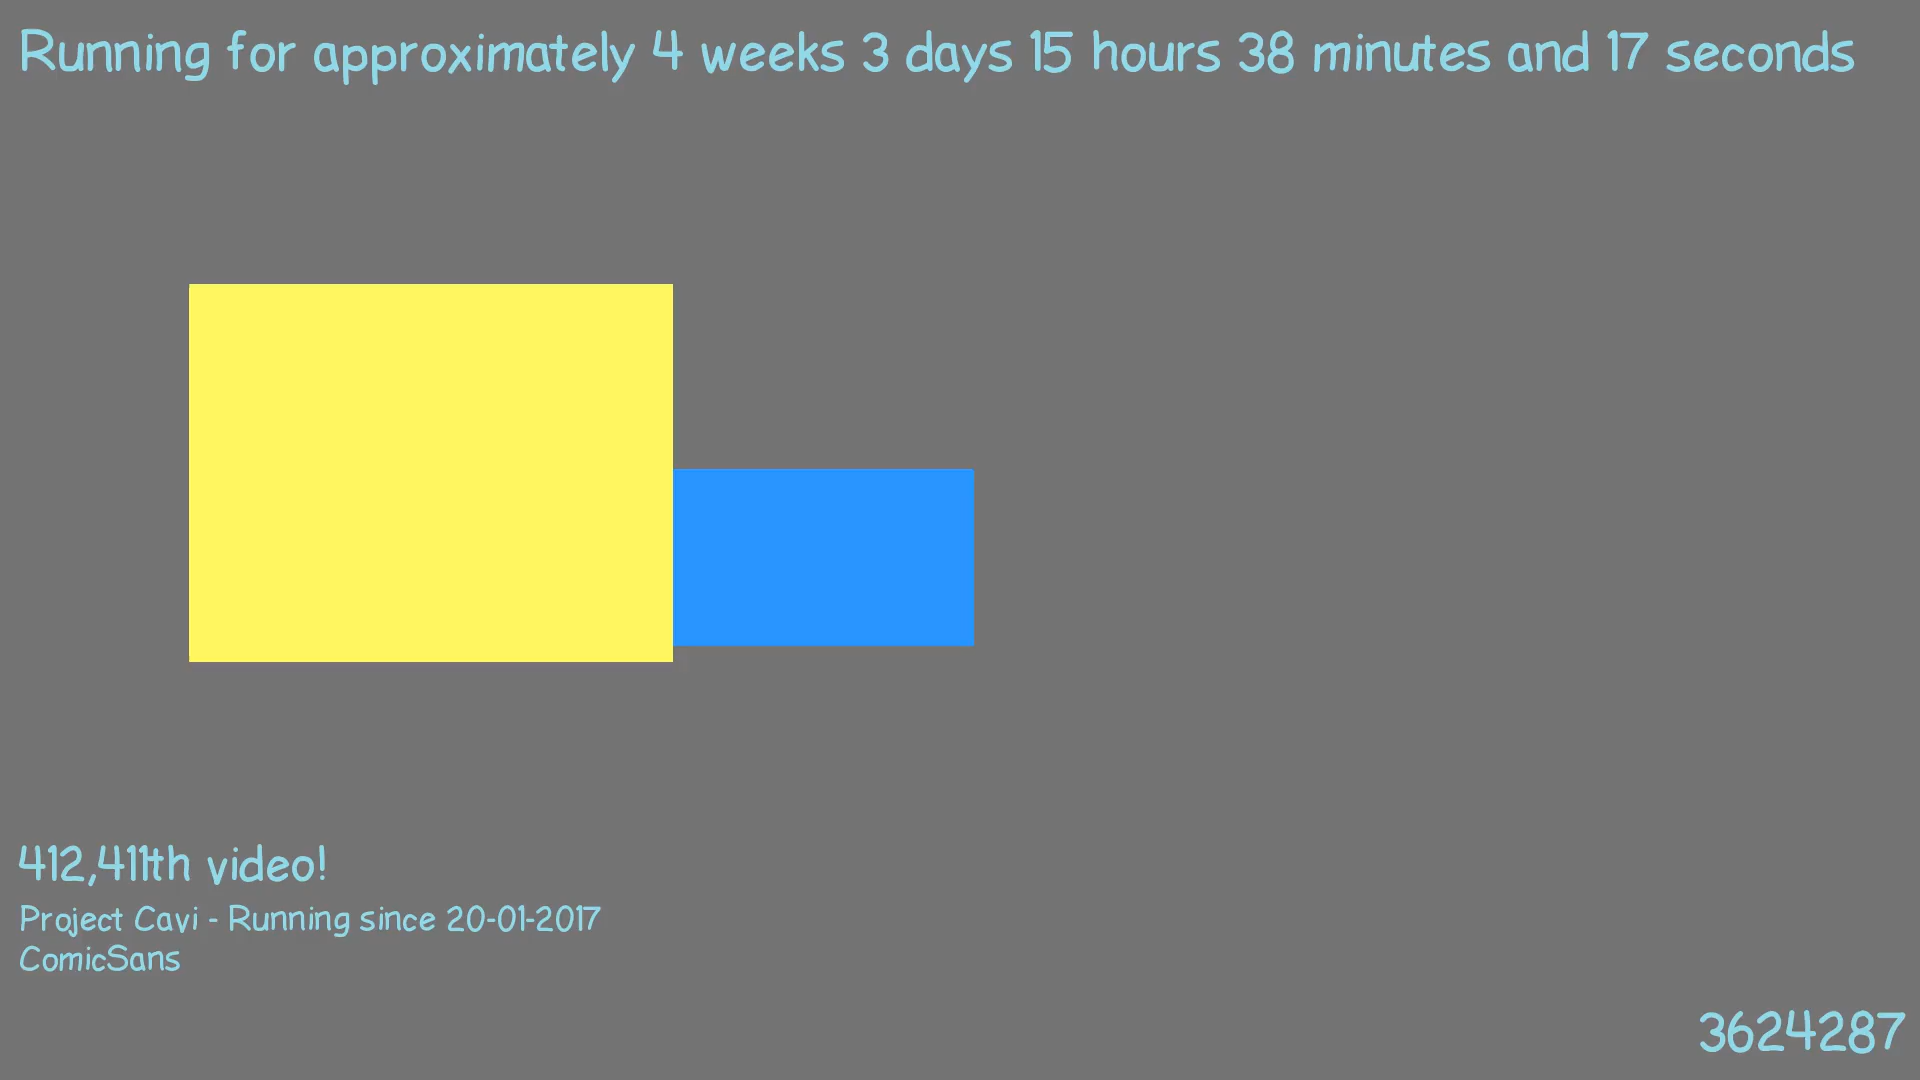 Running for approximately 4 weeks 3 days 15 hours 38 minutes and 17 seconds
412,411th video!
Project Cavi - Running since 20-01-2017
ComicSans
3624287